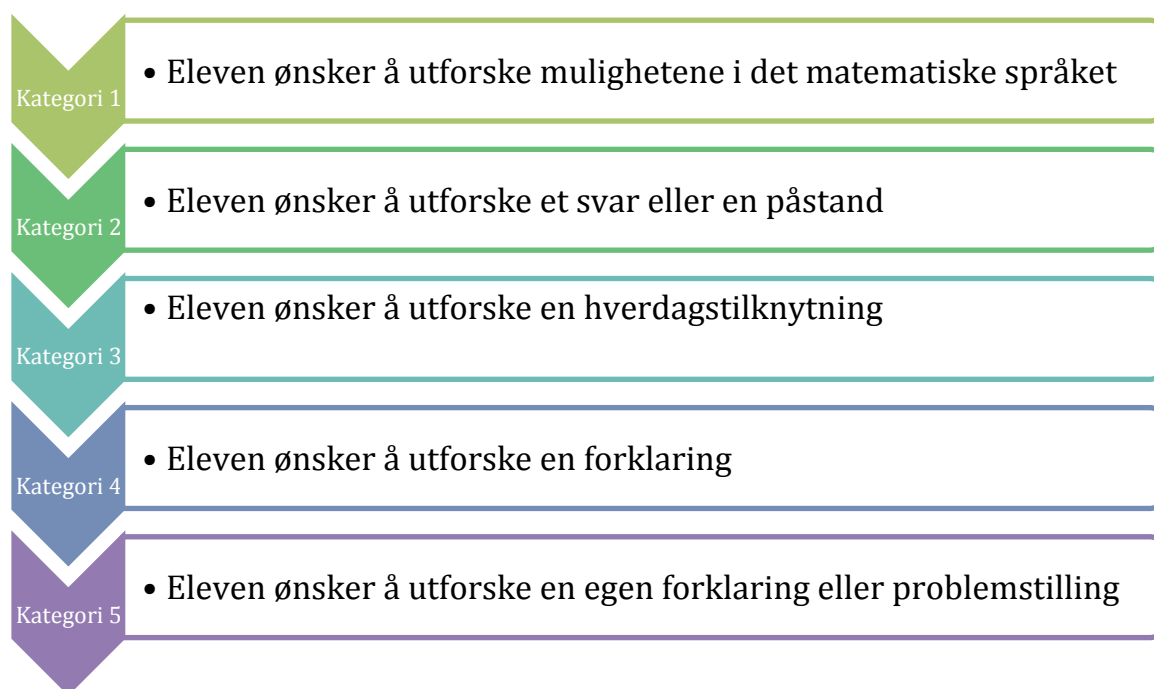 Kategori 1
• Eleven ønsker å utforske mulighetene i det matematiske språket
Kategori 2
• Eleven ønsker å utforske et svar eller en påstand
Kategori 3
• Eleven ønsker å utforske en hverdagstilknytning
Kategori 4
• Eleven ønsker å utforske en forklaring
Kategori 5
• Eleven ønsker å utforske en egen forklaring eller problemstilling